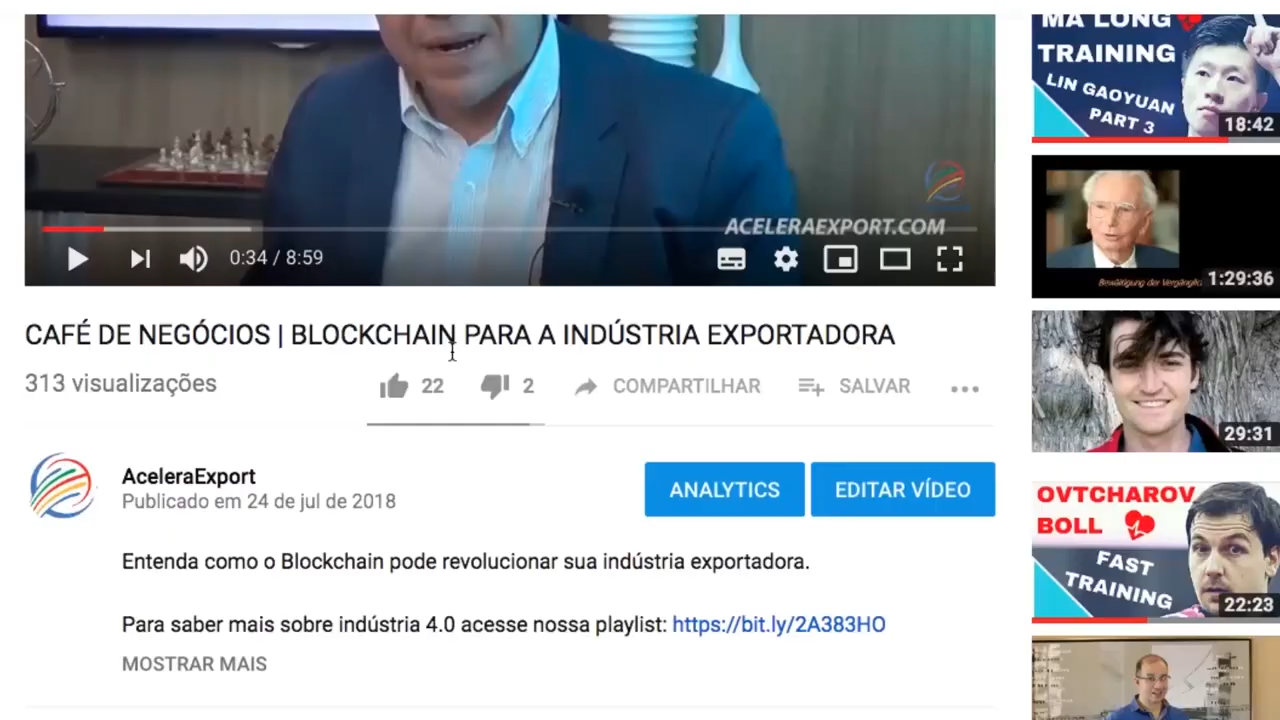 ACELERAEXPORT.COM
0:34 / 8:59
CAFÉ DE NEGÓCIOS | BLOCKCHAIN PARA A INDÚSTRIA EXPORTADORA
313 visualizações
22
2
COMPARTILHAR
SALVAR
AceleraExport
Publicado em 24 de jul de 2018
ANALYTICS
EDITAR VÍDEO
Entenda como o Blockchain pode revolucionar sua indústria exportadora.
Para saber mais sobre indústria 4.0 acesse nossa playlist: https://bit.ly/2A383HO
MOSTRAR MAIS
MA LONG
TRAINING
LIN GAOYUAN
PART 3
18:42
Bewältigung der
1:29:36
29:31
OVTCHAROV
BOLL
FAST
TRAINING
22:23